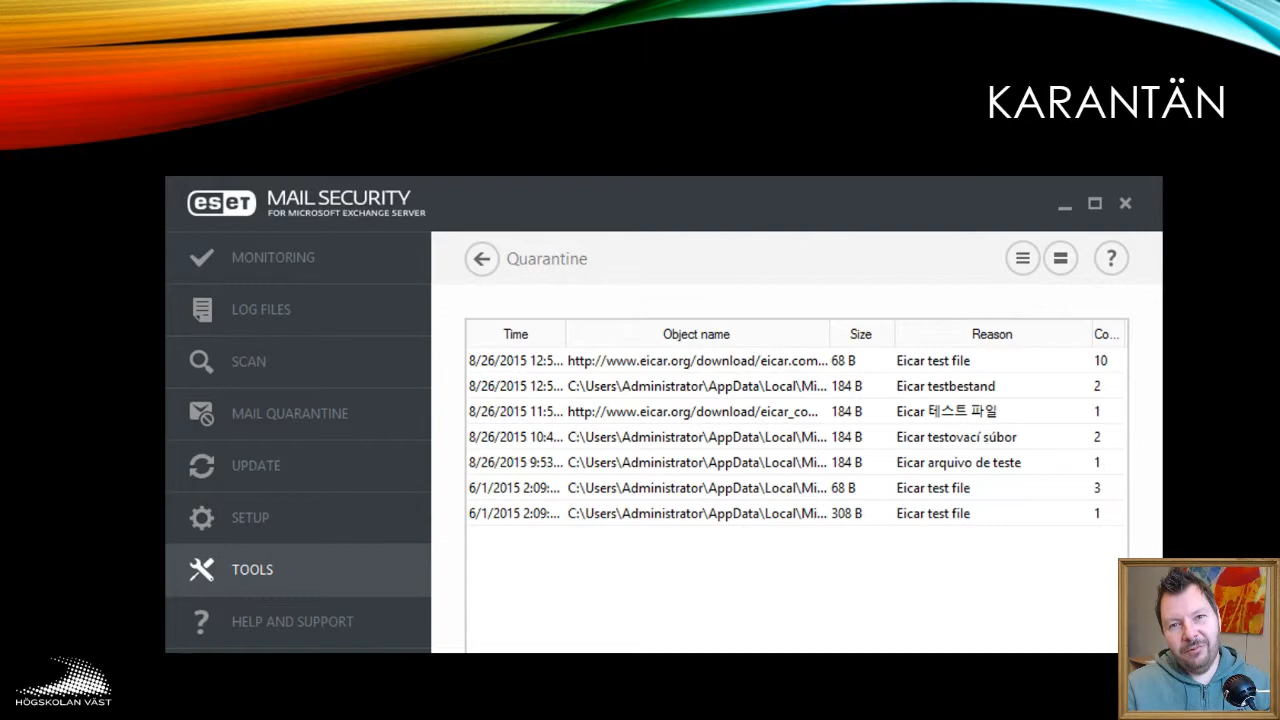 KARANTÄN
eset MAIL SECURITY
FOR MICROSOFT EXCHANGE SERVER
MONITORING
LOG FILES
SCAN
MAIL QUARANTINE
UPDATE
SETUP
TOOLS
HELP AND SUPPORT
Quarantine
Time Object name Size Reason Co...
8/26/2015 12:5... http://www.eicar.org/download/eicar.com... 68 B Eicar test file 10
8/26/2015 12:5... C:\Users\Administrator\AppData\Local\Mi... 184 B Eicar testbestand 2
8/26/2015 11:5... http://www.eicar.org/download/eicar_co... 184 B Eicar 테스트 파일 1
8/26/2015 10:4... C:\Users\Administrator\AppData\Local\Mi... 184 B Eicar testovací súbor 2
8/26/2015 9:53... C:\Users\Administrator\AppData\Local\Mi... 184 B Eicar arquivo de teste 1
6/1/2015 2:09:... C:\Users\Administrator\AppData\Local\Mi... 68 B Eicar test file 3
6/1/2015 2:09:... C:\Users\Administrator\AppData\Local\Mi... 308 B Eicar test file 1
HÖGSKOLAN VÄST